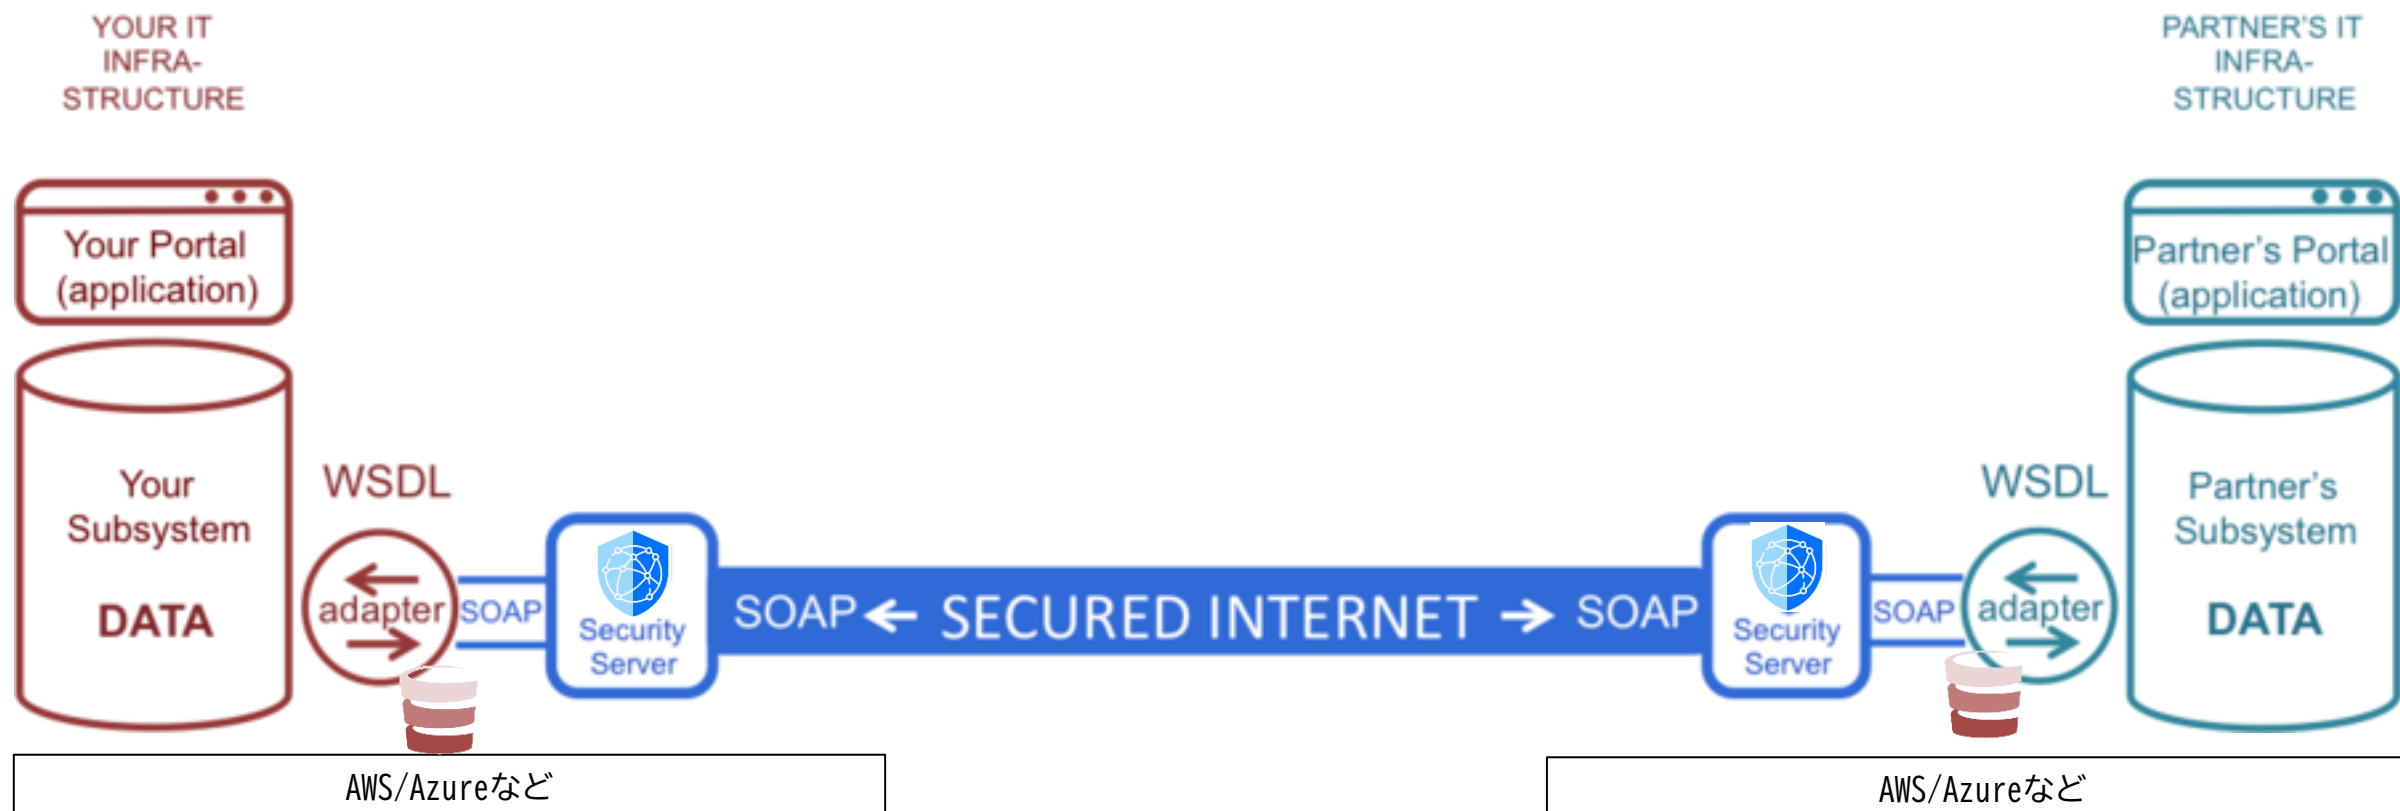 YOUR IT
INFRA-
STRUCTURE
PARTNER'S IT
INFRA-
STRUCTURE
Your Portal
(application)
Partner's Portal
(application)
Your
Subsystem
DATA
WSDL
adapter
SOAP
Security
Server
SOAP
SECURED INTERNET
SOAP
Security
Server
SOAP
WSDL
adapter
Partner's
Subsystem
DATA
AWS/Azureなど
AWS/Azureなど